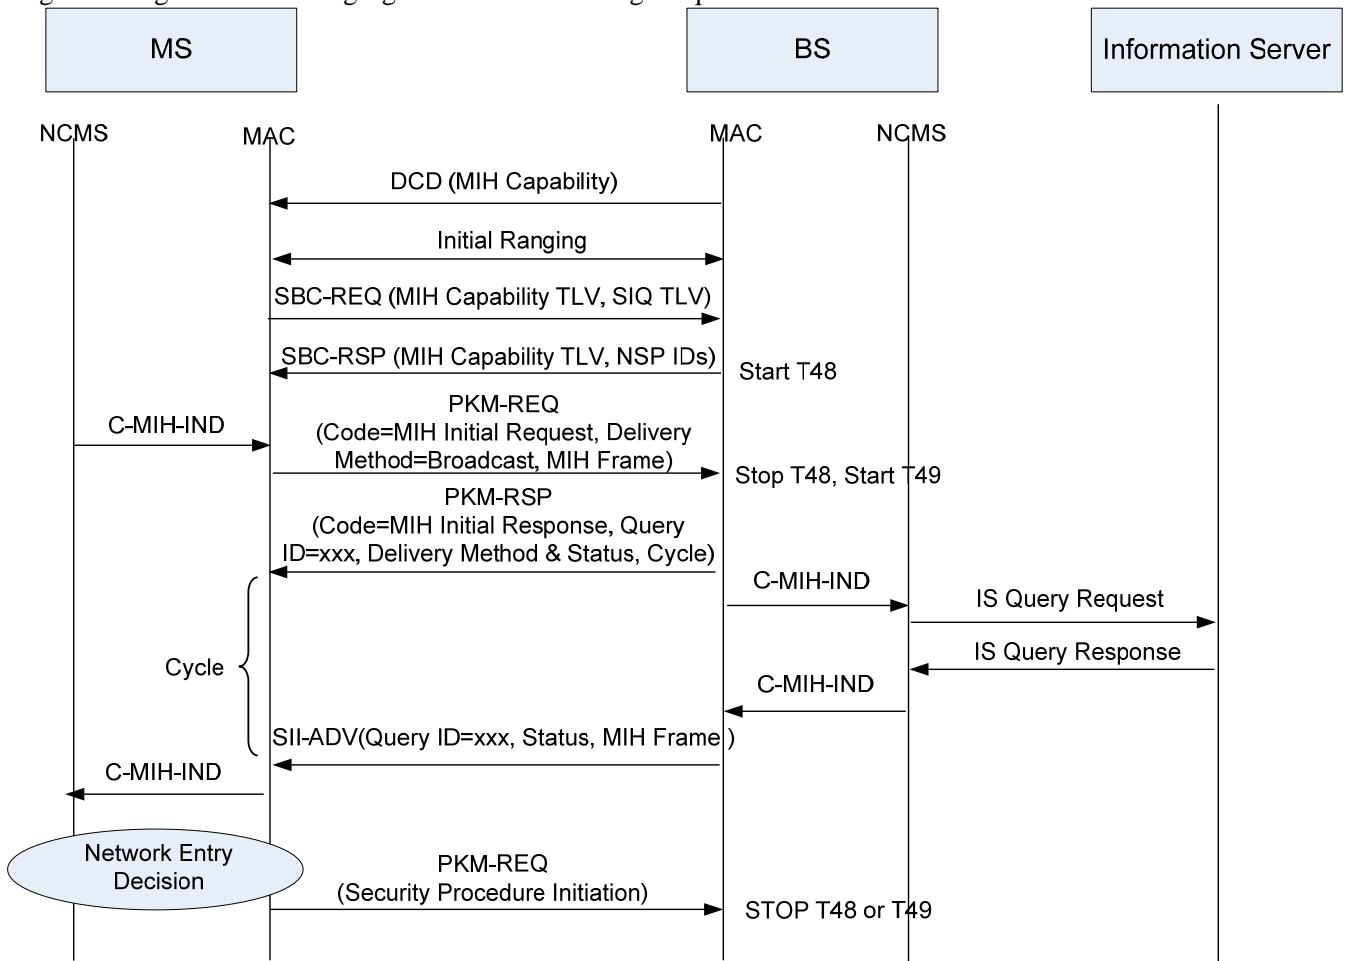 MS
BS
Information Server
NCMS
MAC
MAC
NCMS
DCD (MIH Capability)
Initial Ranging
SBC-REQ (MIH Capability TLV, SIQ TLV)
SBC-RSP (MIH Capability TLV, NSP IDs)
Start T48
C-MIH-IND
PKM-REQ
(Code=MIH Initial Request, Delivery
Method=Broadcast, MIH Frame)
Stop T48, Start T49
PKM-RSP
(Code=MIH Initial Response, Query
ID=xxx, Delivery Method & Status, Cycle)
C-MIH-IND
IS Query Request
IS Query Response
Cycle
C-MIH-IND
SII-ADV(Query ID=xxx, Status, MIH Frame )
C-MIH-IND
Network Entry
Decision
PKM-REQ
(Security Procedure Initiation)
STOP T48 or T49